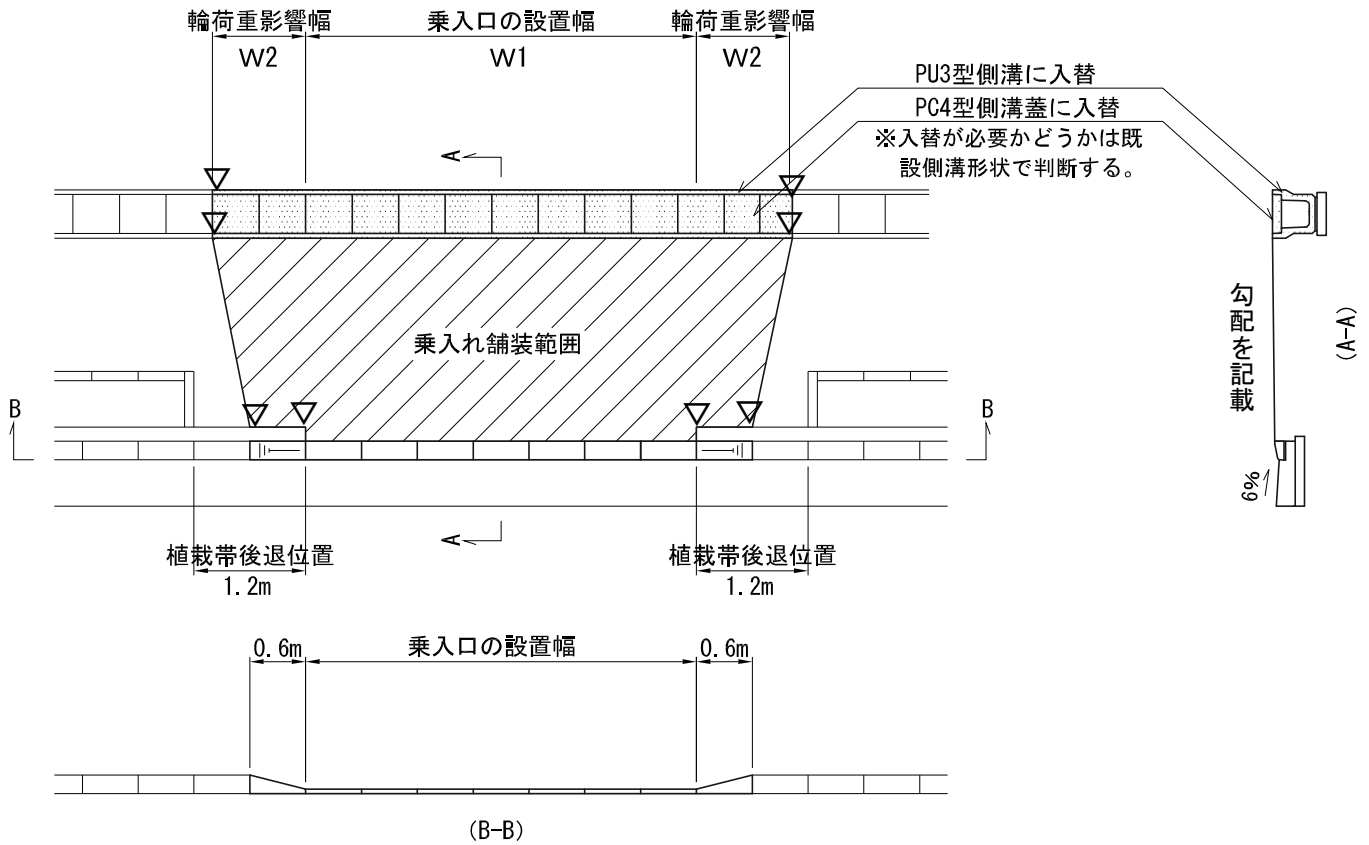 輪荷重影響幅
乗入口の設置幅
輪荷重影響幅
W2
W1
W2
PU3型側溝に入替
PC4型側溝蓋に入替
※入替が必要かどうかは既
設側溝形状で判断する。
A
乗入れ舗装範囲
勾配を記載
(A-A)
B
B
6%
A
植栽帯後退位置
1.2m
植栽帯後退位置
1.2m
0.6m
乗入口の設置幅
0.6m
(B-B)